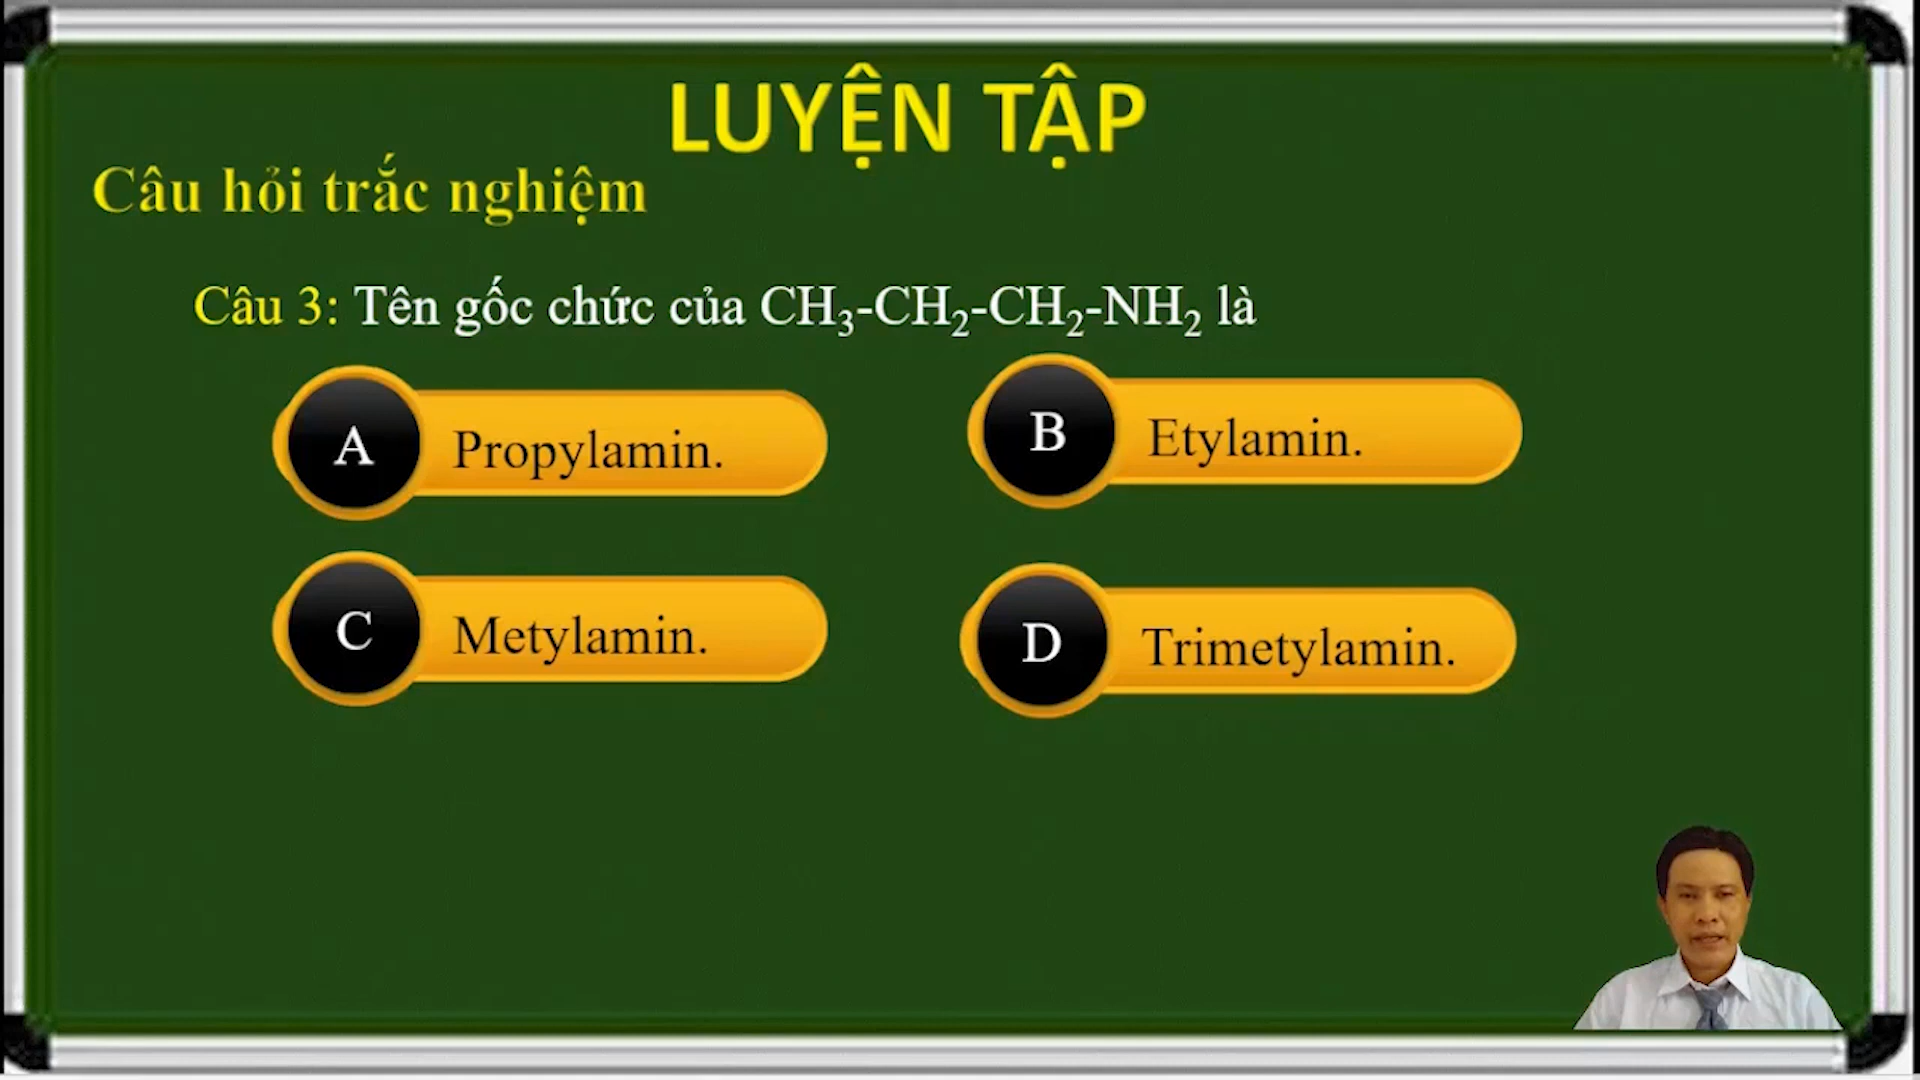 LUYỆN TẬP
Câu hỏi trắc nghiệm
Câu 3: Tên gốc chức của CH₃-CH₂-CH₂-NH₂ là
A Propylamin.
B Etylamin.
C Metylamin.
D Trimetylamin.